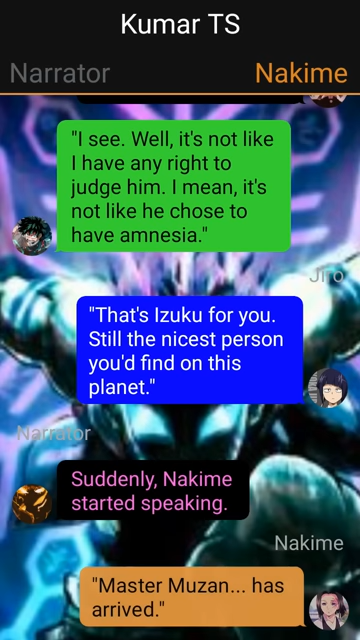 Kumar TS
Narrator
Nakime
"I see. Well, it's not like
I have any right to
judge him. I mean, it's
not like he chose to
have amnesia."
Jiro
"That's Izuku for you.
Still the nicest person
you'd find on this
planet."
Narrator
Suddenly, Nakime
started speaking.
Nakime
"Master Muzan... has
arrived."